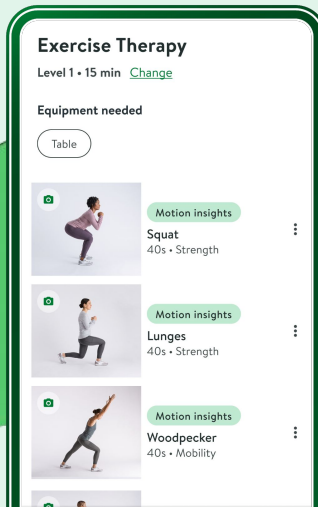 Exercise Therapy
Level 1 • 15 min Change
Equipment needed
Table
Motion insights
Squat
40s • Strength
Motion insights
Lunges
40s • Strength
Motion insights
Woodpecker
40s • Mobility